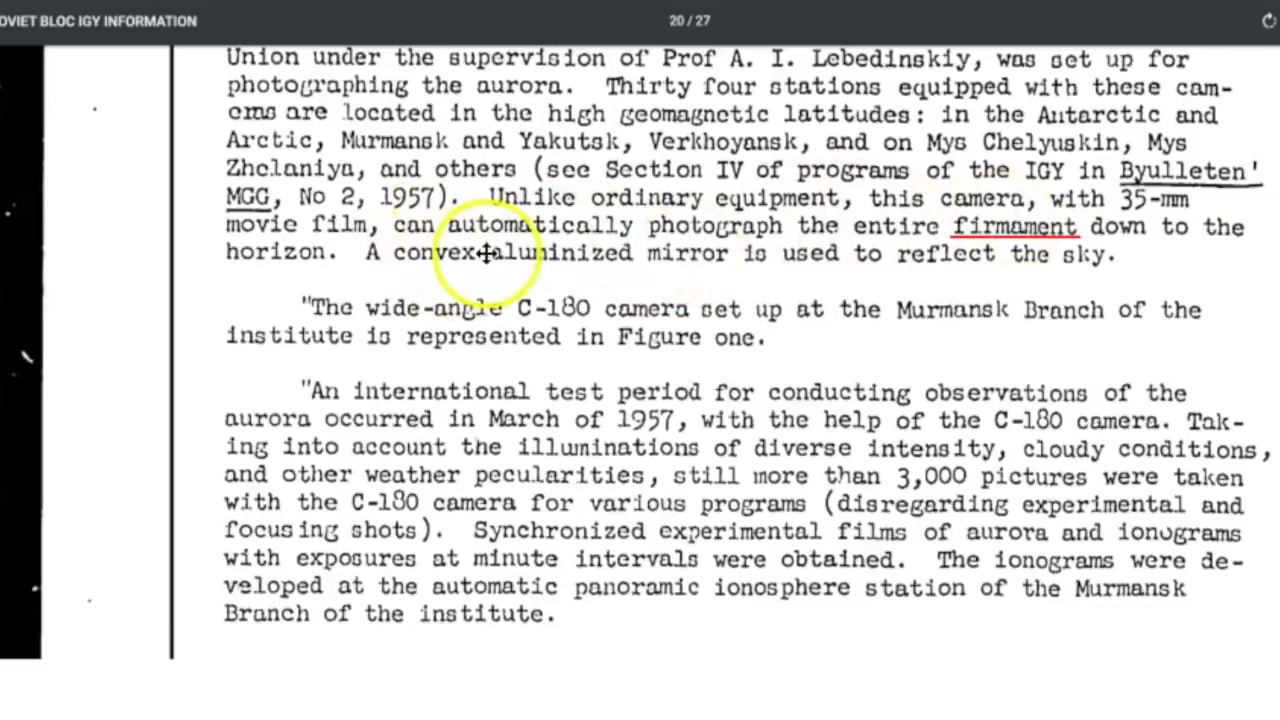 OVIET BLOC IGY INFORMATION
20 / 27
Union under the supervision of Prof A. I. Lebedinskiy, was set up for
photographing the aurora. Thirty four stations equipped with these cam-
eras are located in the high geomagnetic latitudes: in the Antarctic and
Arctic, Murmansk and Yakutsk, Verkhoyansk, and on Mys Chelyuskin, Mys
Zhelaniya, and others (see Section IV of programs of the IGY in Byulleten'
MGG, No 2, 1957). Unlike ordinary equipment, this camera, with 35-mm
movie film, can automatically photograph the entire firmament down to the
horizon. A convex aluminized mirror is used to reflect the sky.
"The wide-angle C-180 camera set up at the Murmansk Branch of the
institute is represented in Figure one.
"An international test period for conducting observations of the
aurora occurred in March of 1957, with the help of the C-180 camera. Tak-
ing into account the illuminations of diverse intensity, cloudy conditions,
and other weather pecularities, still more than 3,000 pictures were taken
with the C-180 camera for various programs (disregarding experimental and
focusing shots). Synchronized experimental films of aurora and ionograms
with exposures at minute intervals were obtained. The ionograms were de-
veloped at the automatic panoramic ionosphere station of the Murmansk
Branch of the institute.